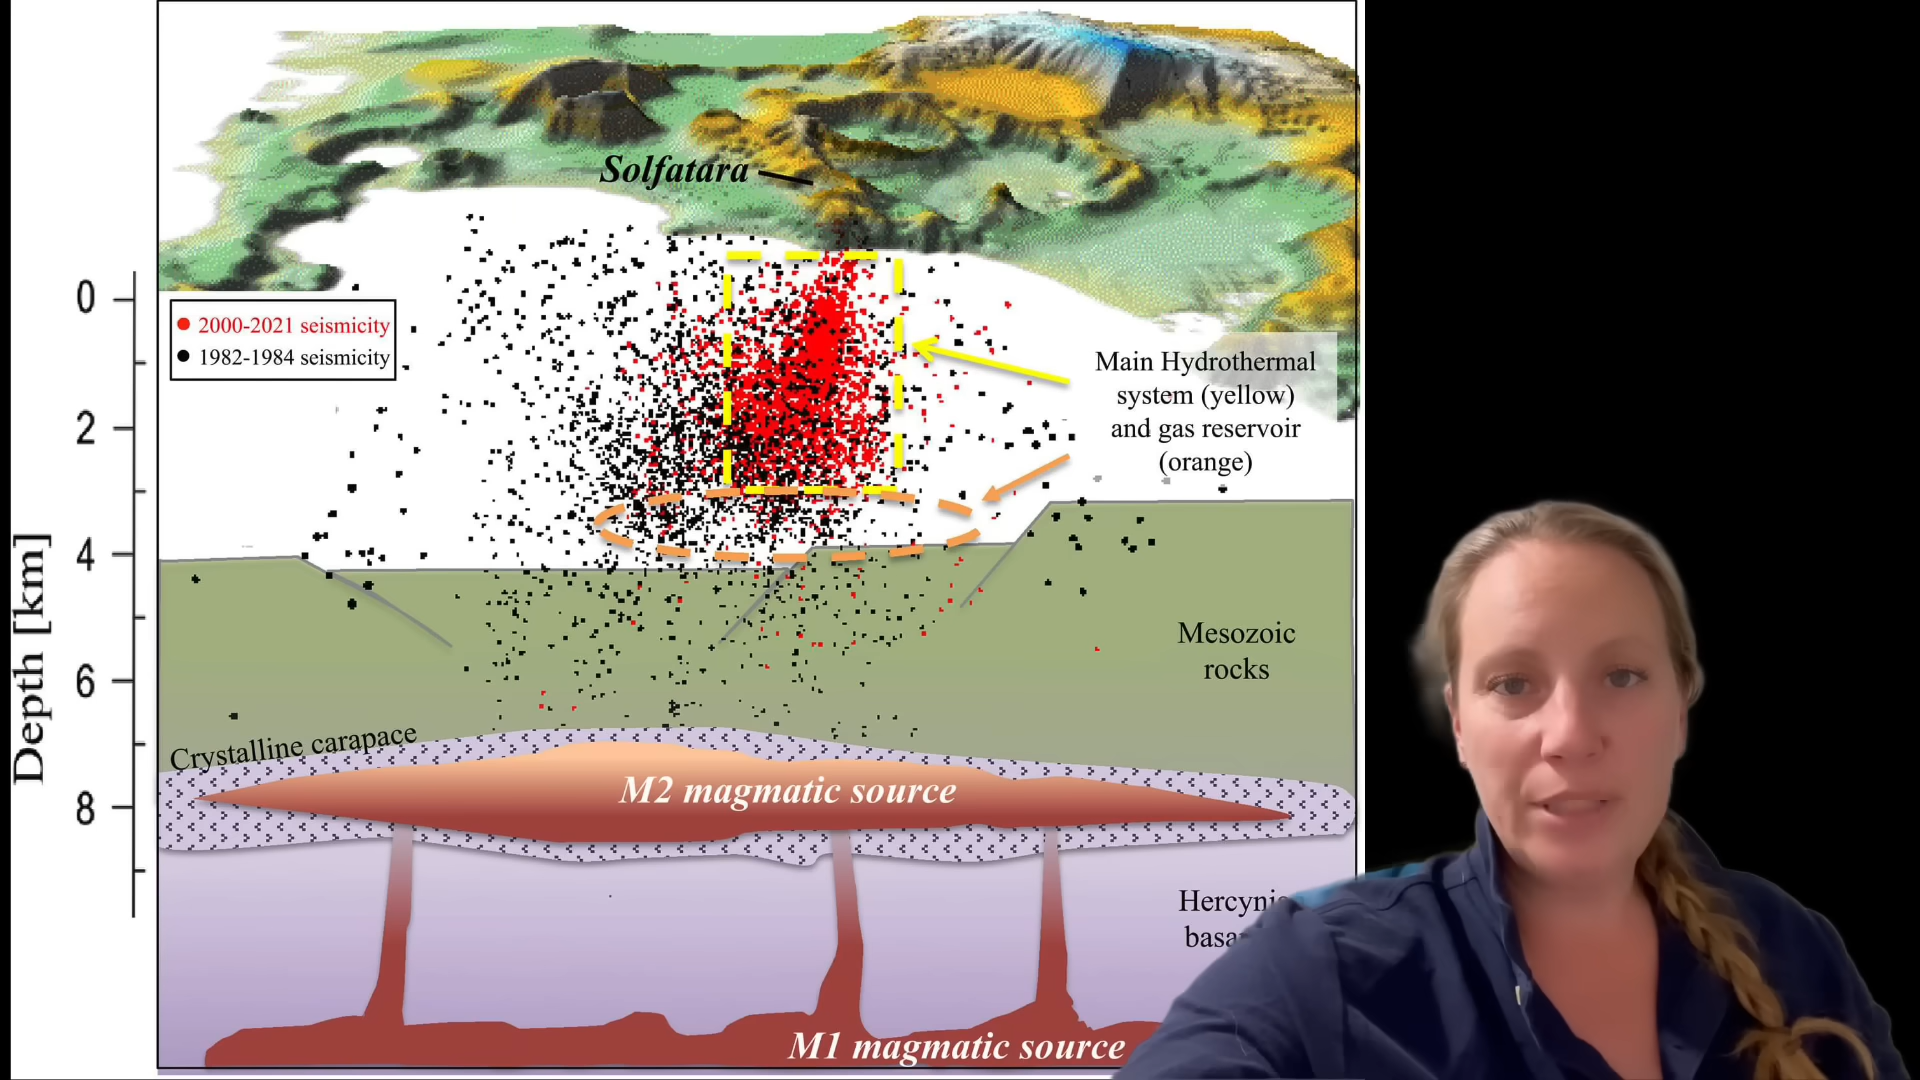 Solfatara
0
2000-2021 seismicity
1982-1984 seismicity
Main Hydrothermal
system (yellow)
and gas reservoir
(orange)
2
4
6
8
Depth [km]
Mesozoic
rocks
Crystalline carapace
M2 magmatic source
M1 magmatic source